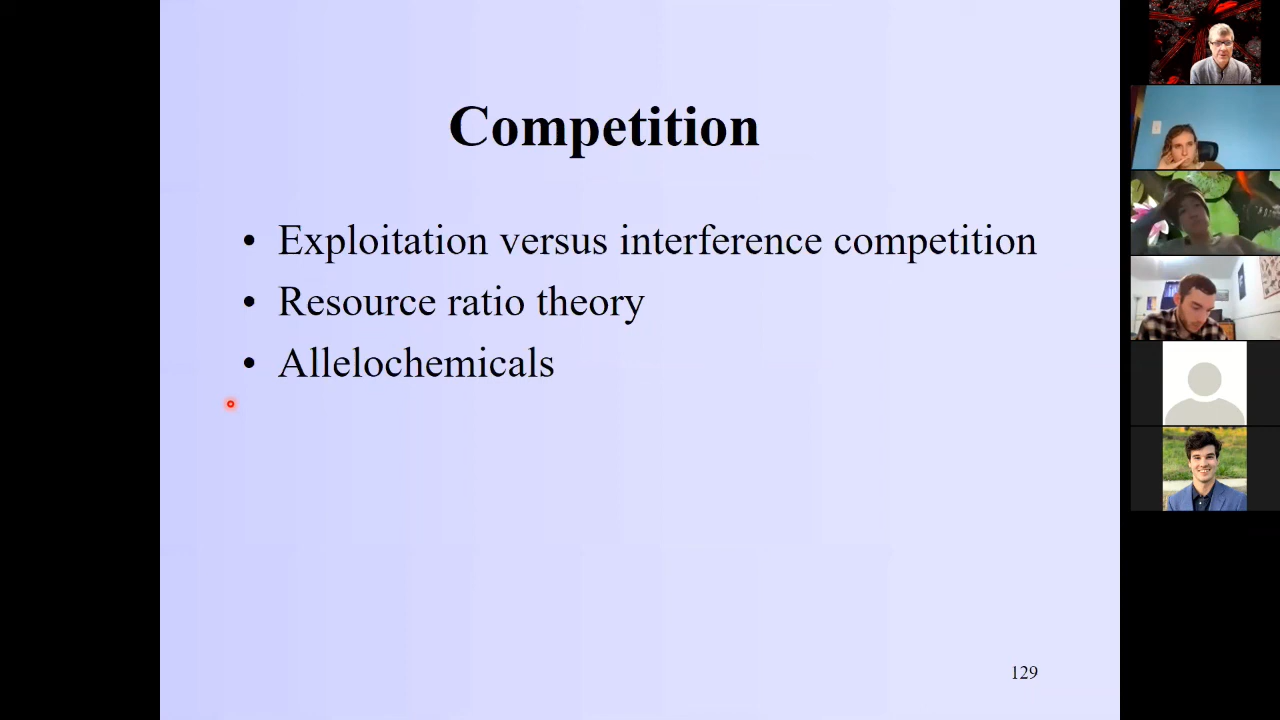 Competition
• Exploitation versus interference competition
• Resource ratio theory
• Allelochemicals
129